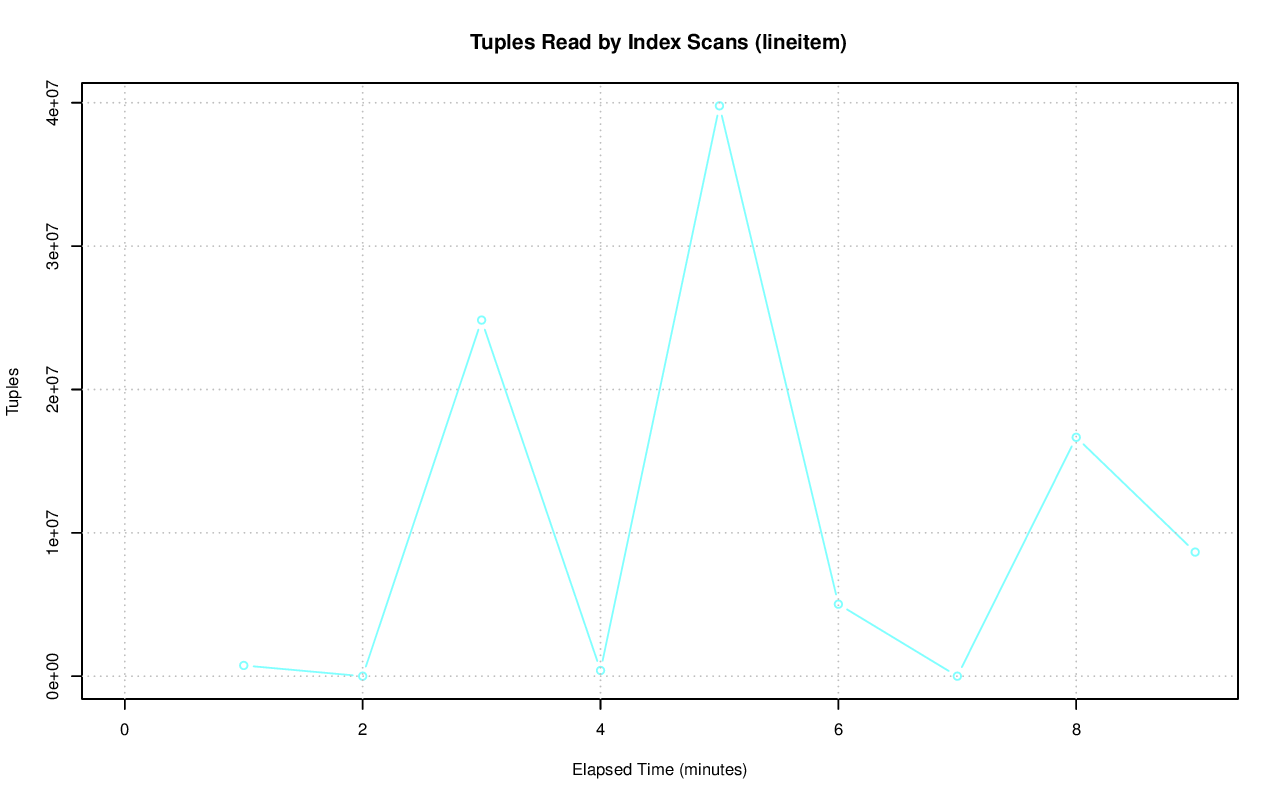 Tuples Read by Index Scans (lineitem)
4e+07
3e+07
2e+07
1e+07
0e+00
Tuples
0 2 4 6 8
Elapsed Time (minutes)